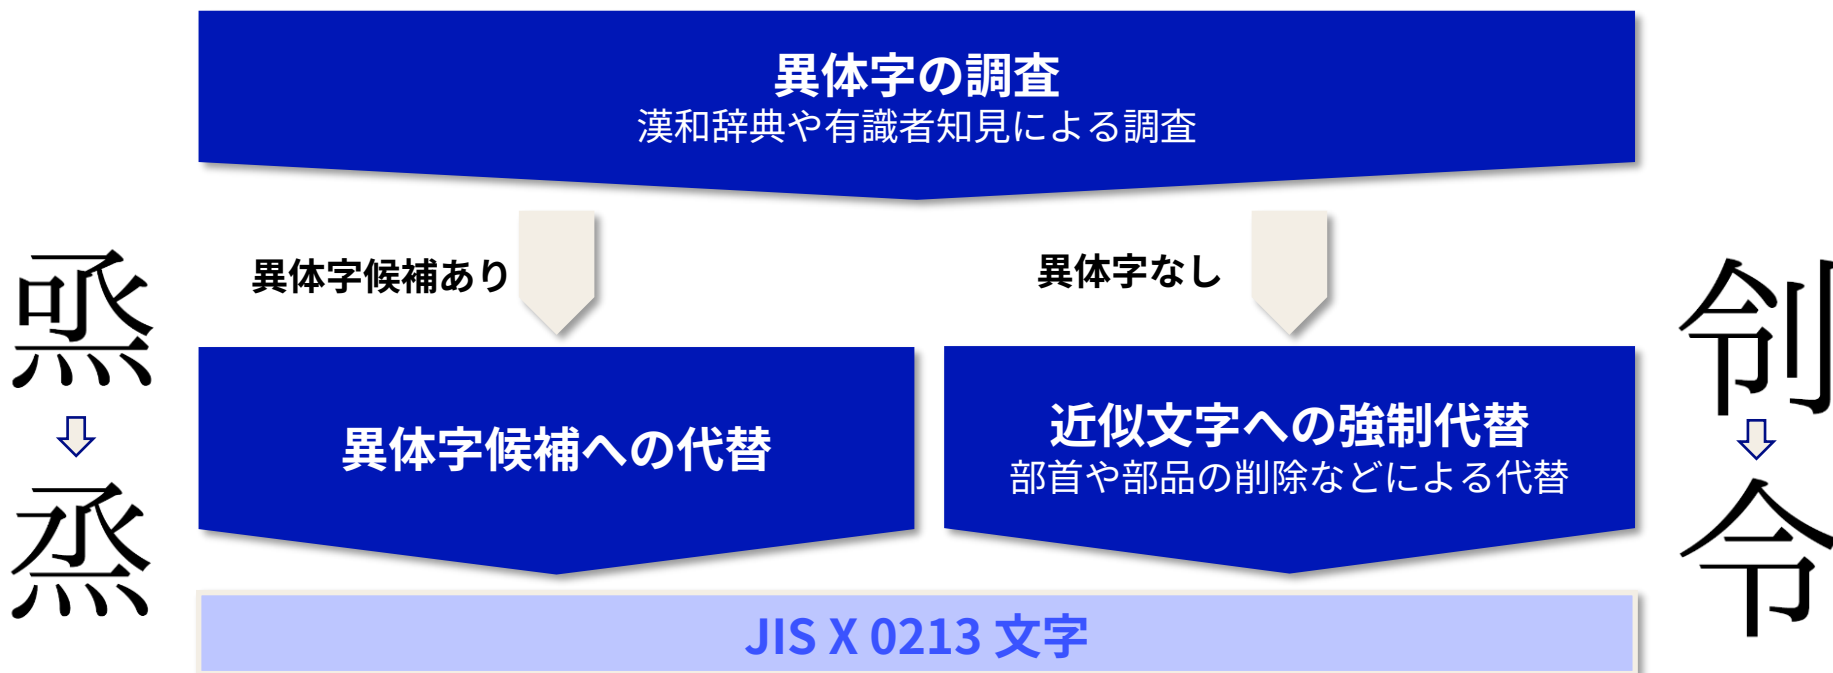 異体字の調査
漢和辞典や有識者知見による調査
異体字候補あり
異体字なし
刢
異体字候補への代替
近似文字への強制代替
部首や部品の削除などによる代替
烝
令
JIS X 0213 文字